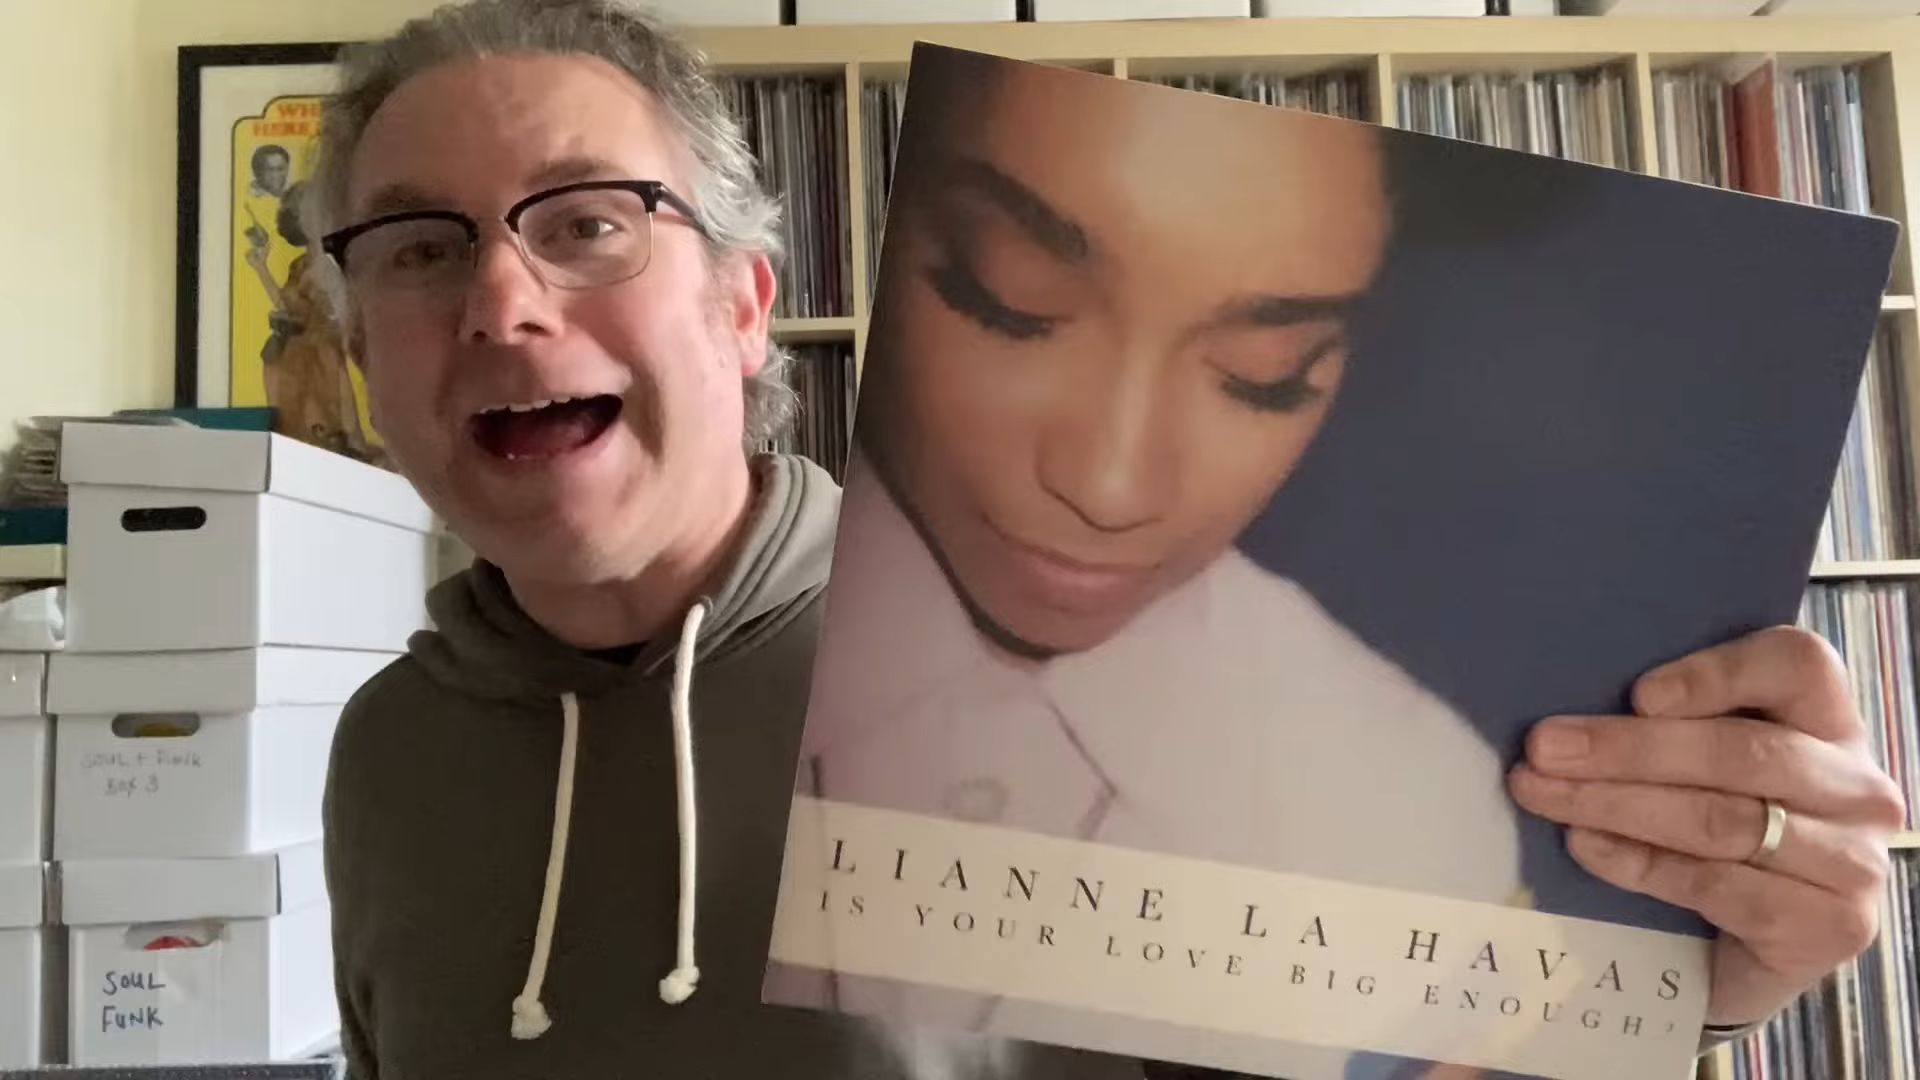 LIANNE LA HAVAS
IS YOUR LOVE BIG ENOUGH?
SOUL + FUNK
BOX 3
SOUL
FUNK